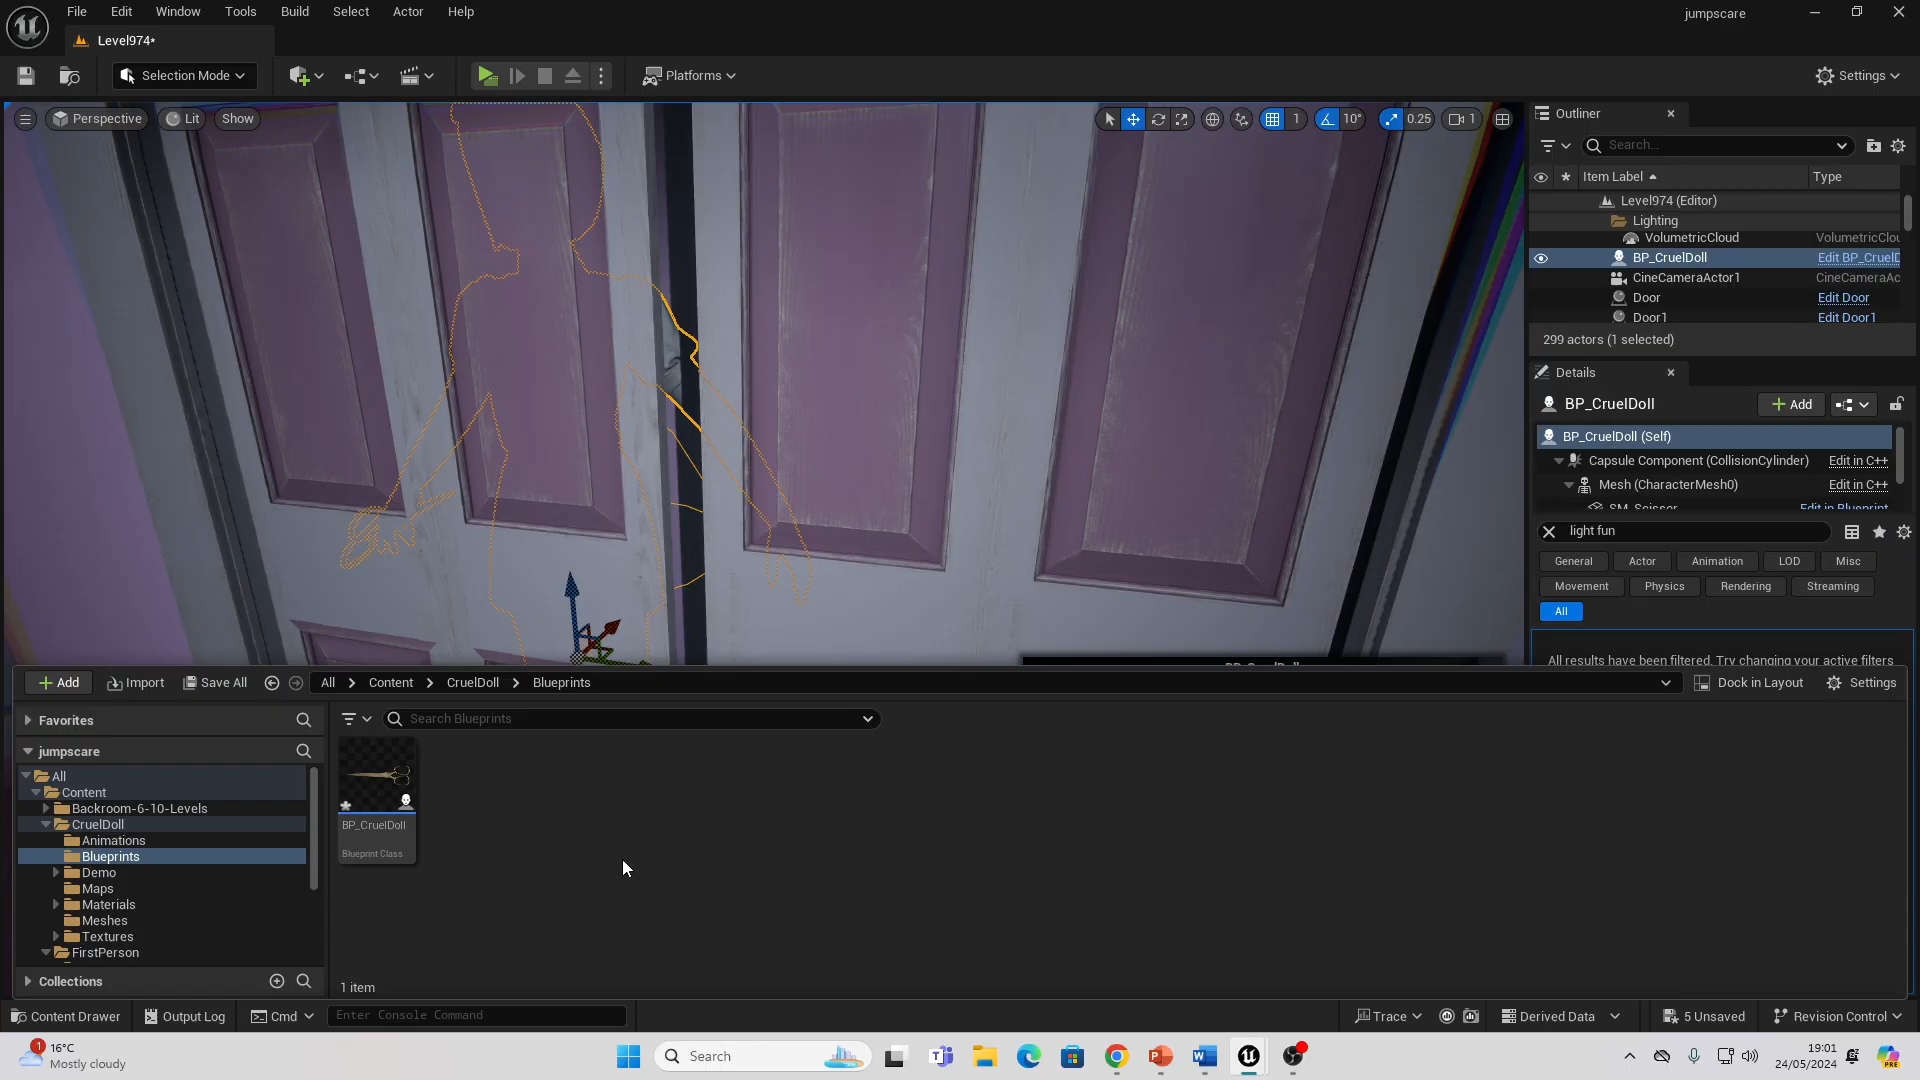 File Edit Window Tools Build Select Actor Help
jumpscare
Level974*
Selection Mode
Platforms
Settings
Perspective
Lit
Show
1
10°
0.25
1
Outliner
Search...
Item Label
Type
Level974 (Editor)
Lighting
VolumetricCloud VolumetricClou
BP_CruelDoll Edit BP_CruelD
CineCameraActor1 CineCameraAc
Door Edit Door
Door1 Edit Door1
299 actors (1 selected)
Details
BP_CruelDoll
Add
BP_CruelDoll (Self)
Capsule Component (CollisionCylinder) Edit in C++
Mesh (CharacterMesh0) Edit in C++
SM_Scissor Edit in Blueprint
light fun
General Actor Animation LOD Misc
Movement Physics Rendering Streaming
All
All results have been filtered. Try changing your active filters
Add
Import
Save All
All > Content > CruelDoll > Blueprints
Dock in Layout
Settings
Favorites
Search Blueprints
jumpscare
All
Content
Backroom-6-10-Levels
CruelDoll
Animations
Blueprints
Demo
Maps
Materials
Meshes
Textures
FirstPerson
Collections
BP_CruelDoll
Blueprint Class
1 item
Content Drawer
Output Log
Cmd
Enter Console Command
Trace
Derived Data
5 Unsaved
Revision Control
1
16°C
Mostly cloudy
Search
19:01
24/05/2024
PRE